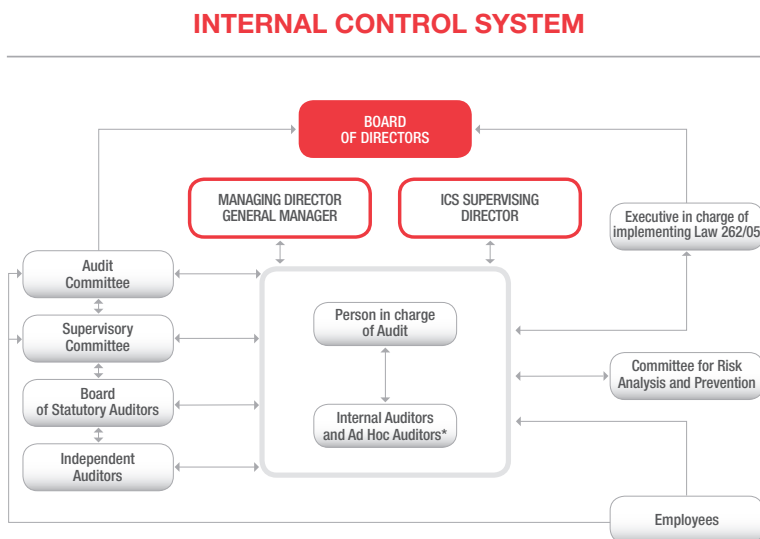 INTERNAL CONTROL SYSTEM
BOARD
OF DIRECTORS
MANAGING DIRECTOR
GENERAL MANAGER
ICS SUPERVISING
DIRECTOR
Executive in charge of
implementing Law 262/05
Audit
Committee
Supervisory
Committee
Board
of Statutory Auditors
Independent
Auditors
Person in charge
of Audit
Internal Auditors
and Ad Hoc Auditors*
Committee for Risk
Analysis and Prevention
Employees